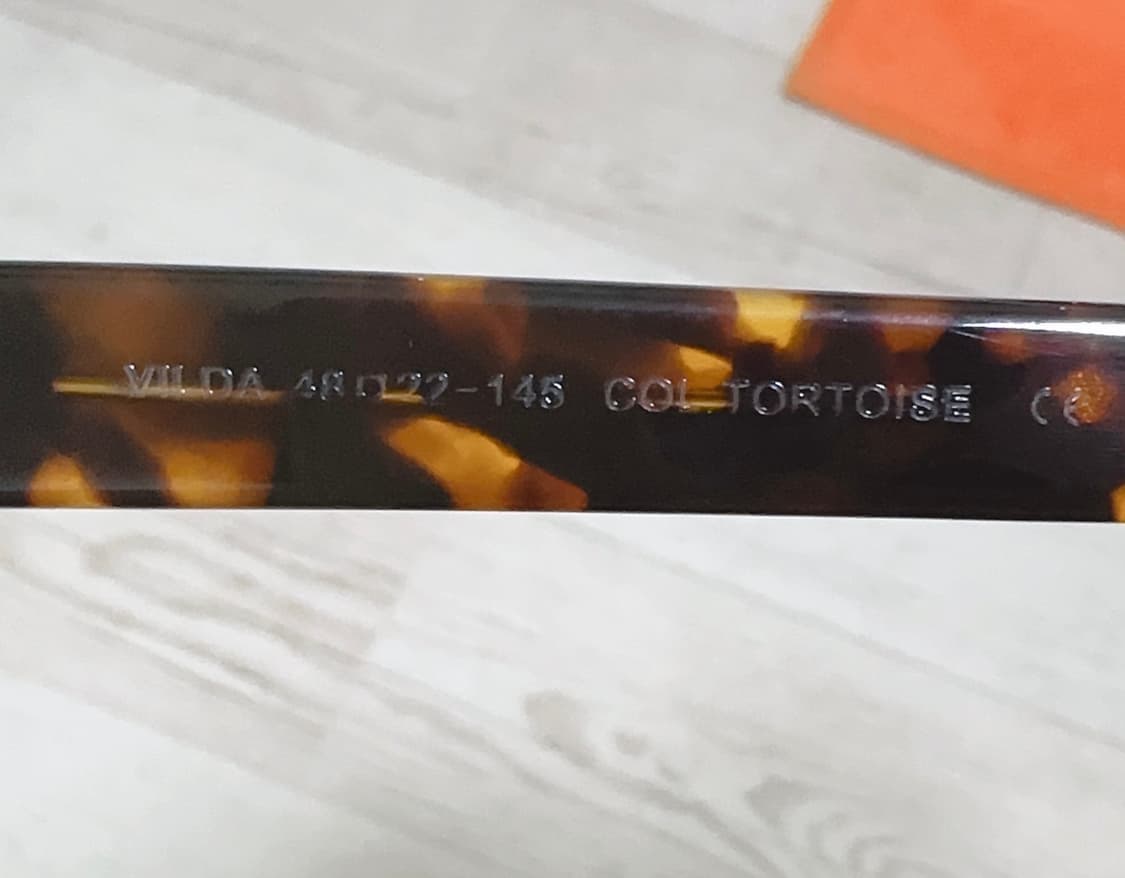 VILDA 48□22-145 COL TORTOISE CE